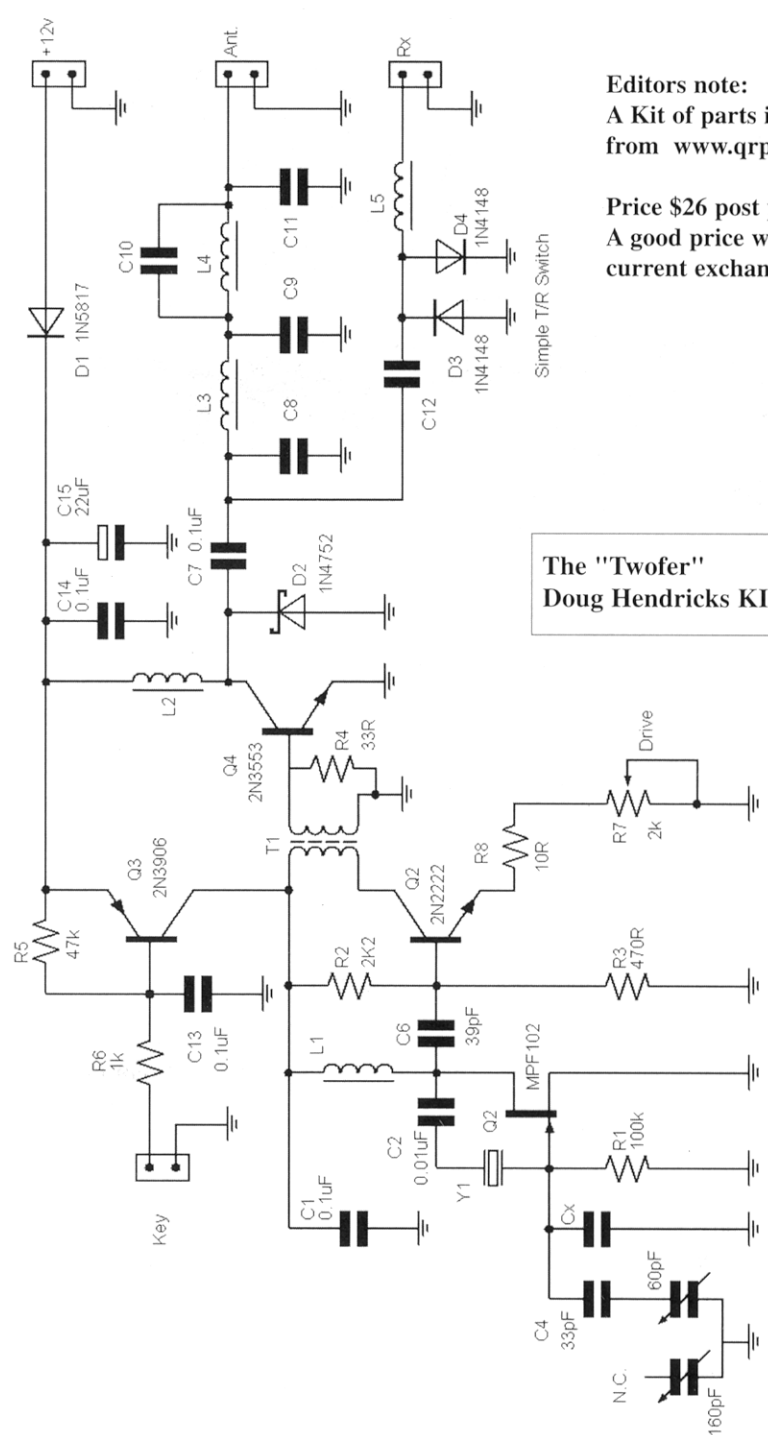 +12v
Ant.
Rx
D1 1N5817
C10
L4
C11
C9
L3
C8
L5
D4
1N4148
D3
1N4148
C12
Simple T/R Switch
C15
22uF
C14
0.1uF
C7 0.1uF
D2
1N4752
L2
Q4
2N3553
R4
33R
T1
Q3
2N3906
R5
47k
R6
1k
C13
0.1uF
Key
Q2
2N2222
R8
10R
R7
2k
Drive
R2
2K2
R3
470R
L1
C6
39pF
C2
0.01uF
Q2
MPF102
Y1
R1
100k
C1
0.1uF
Cx
C4
33pF
60pF
N.C.
160pF
Editors note:
A Kit of parts i
from www.qrp
Price $26 post
A good price w
current exchan
The "Twofer"
Doug Hendricks KI